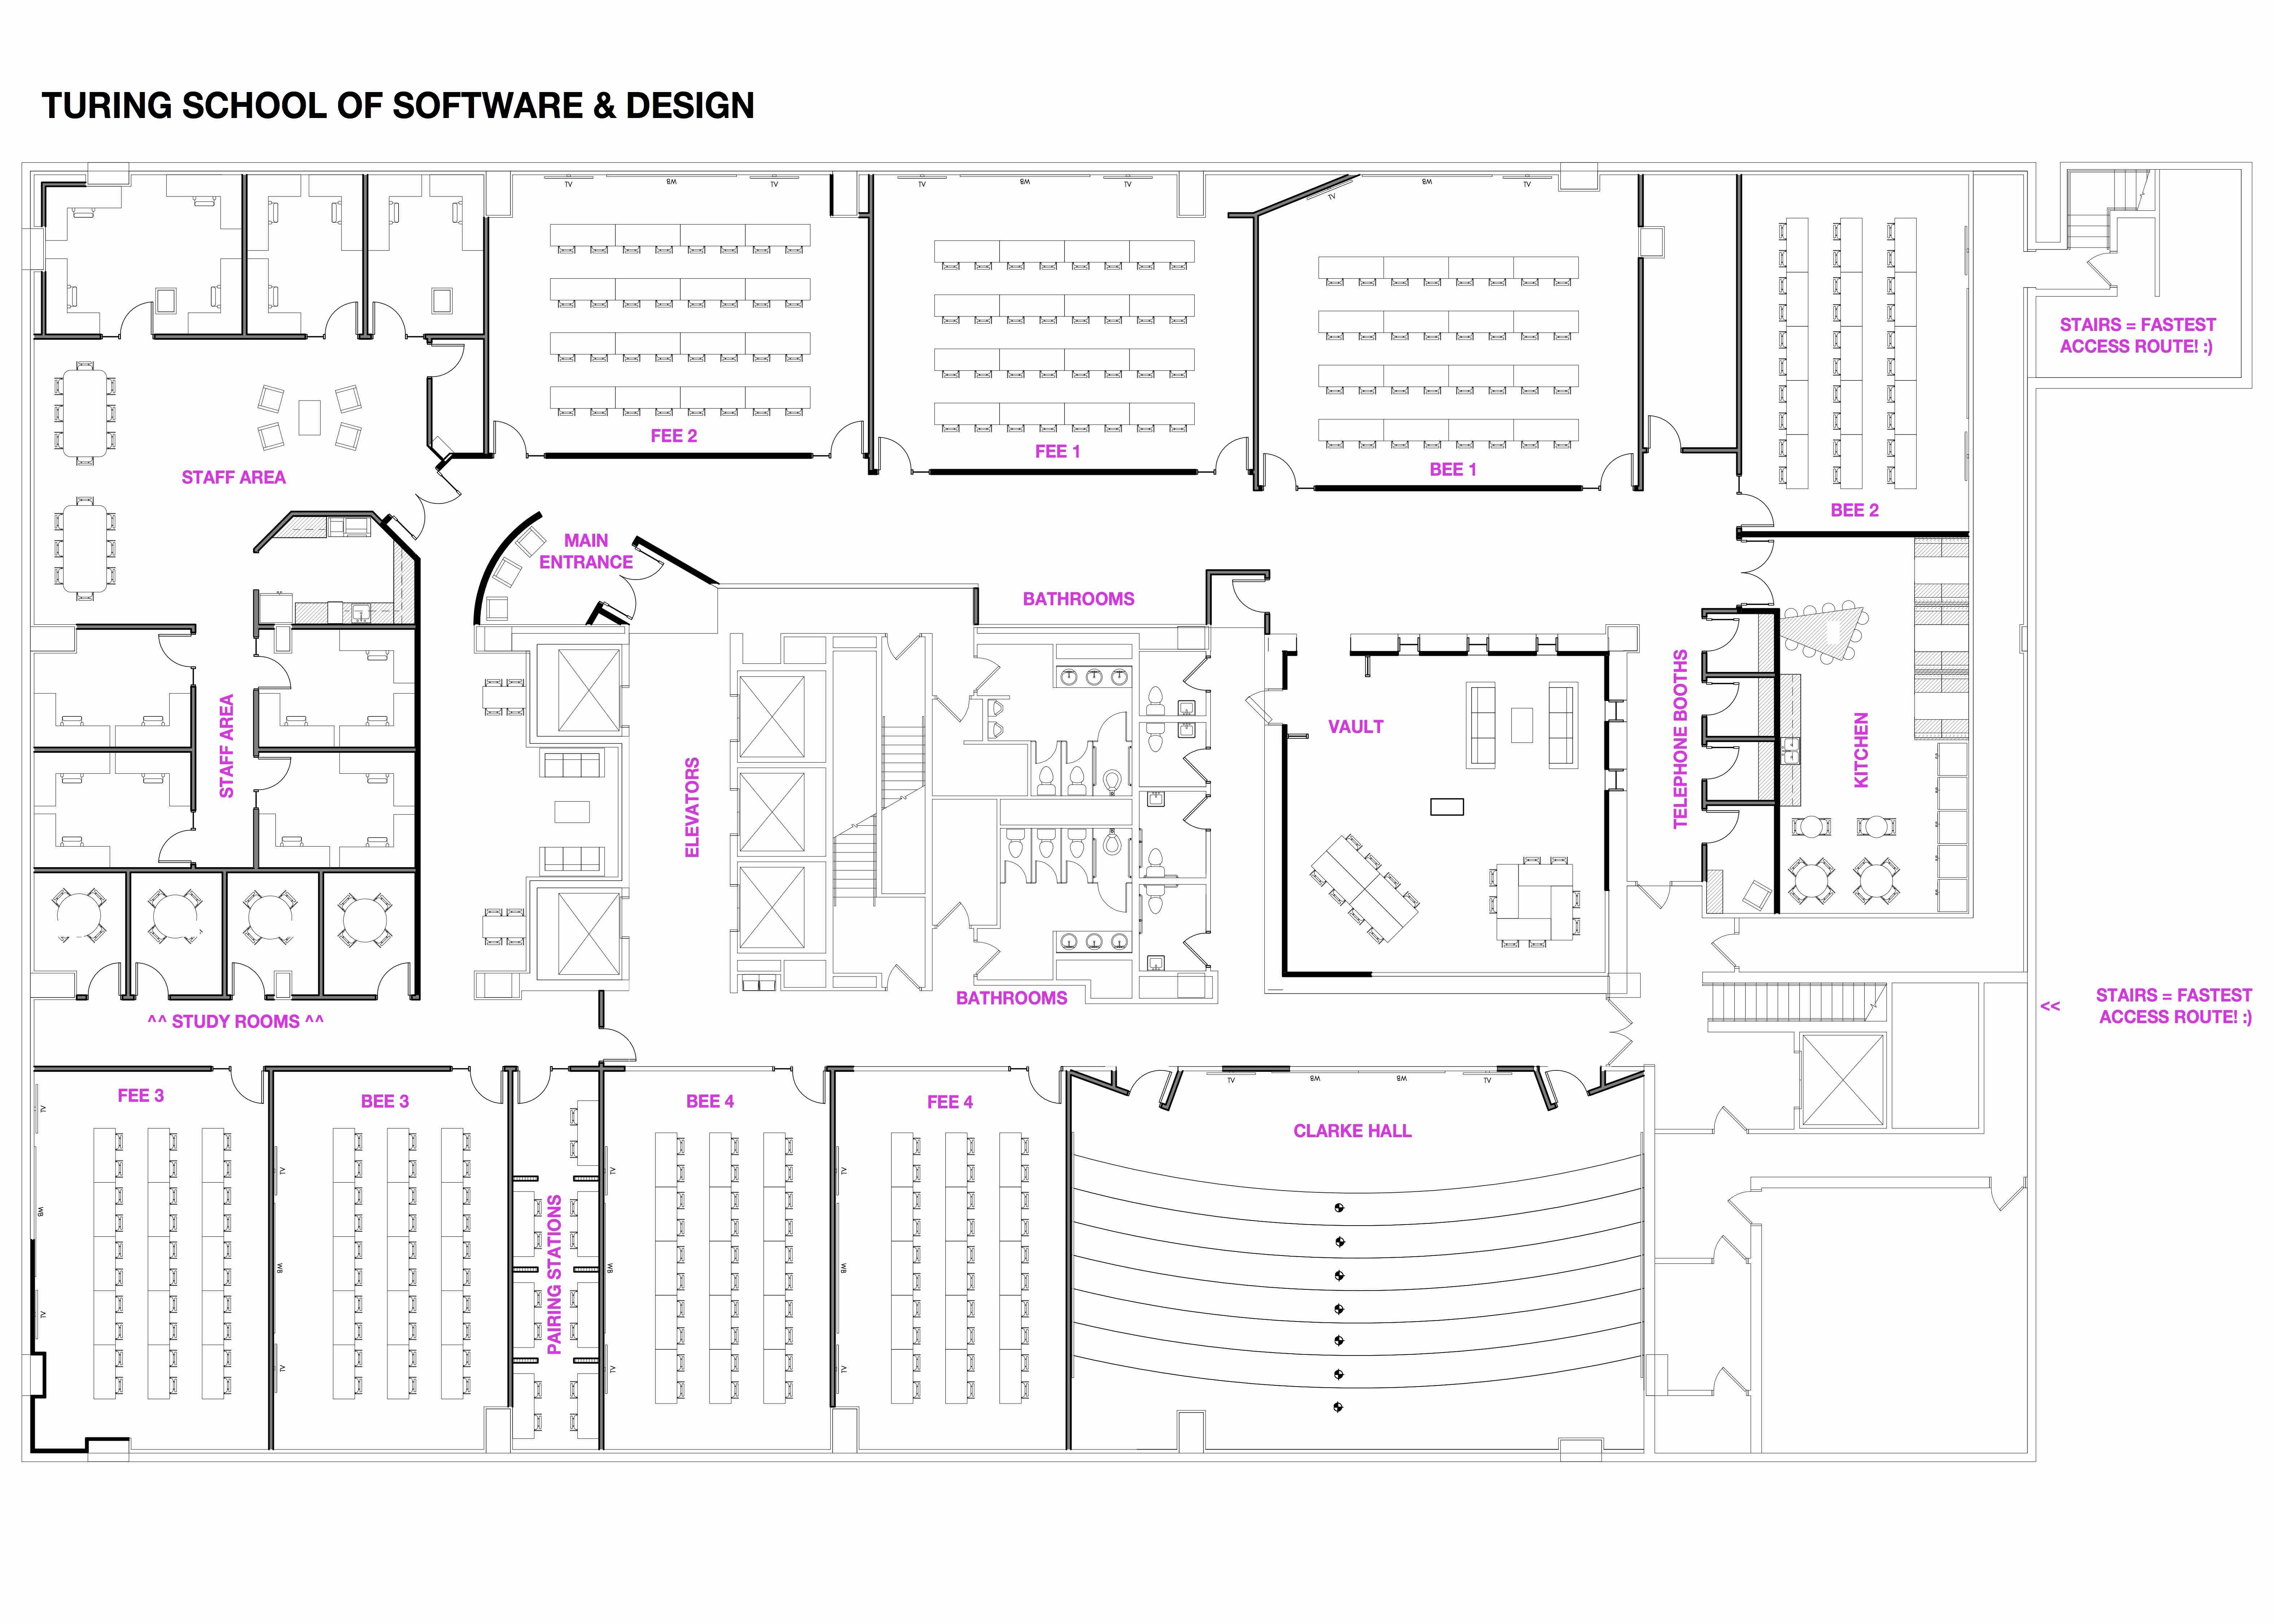 TURING SCHOOL OF SOFTWARE & DESIGN
TV
WB
TV
TV
WB
TV
TV
WB
TV
STAIRS = FASTEST
ACCESS ROUTE! :)
FEE 2
FEE 1
BEE 1
STAFF AREA
BEE 2
MAIN
ENTRANCE
BATHROOMS
STAFF AREA
ELEVATORS
VAULT
TELEPHONE BOOTHS
KITCHEN
BATHROOMS
^^ STUDY ROOMS ^^
<< STAIRS = FASTEST
ACCESS ROUTE! :)
FEE 3
BEE 3
BEE 4
FEE 4
TV
WB
WB
TV
CLARKE HALL
PAIRING STATIONS
TV
WB
TV
TV
WB
TV
TV
WB
TV
TV
WB
TV